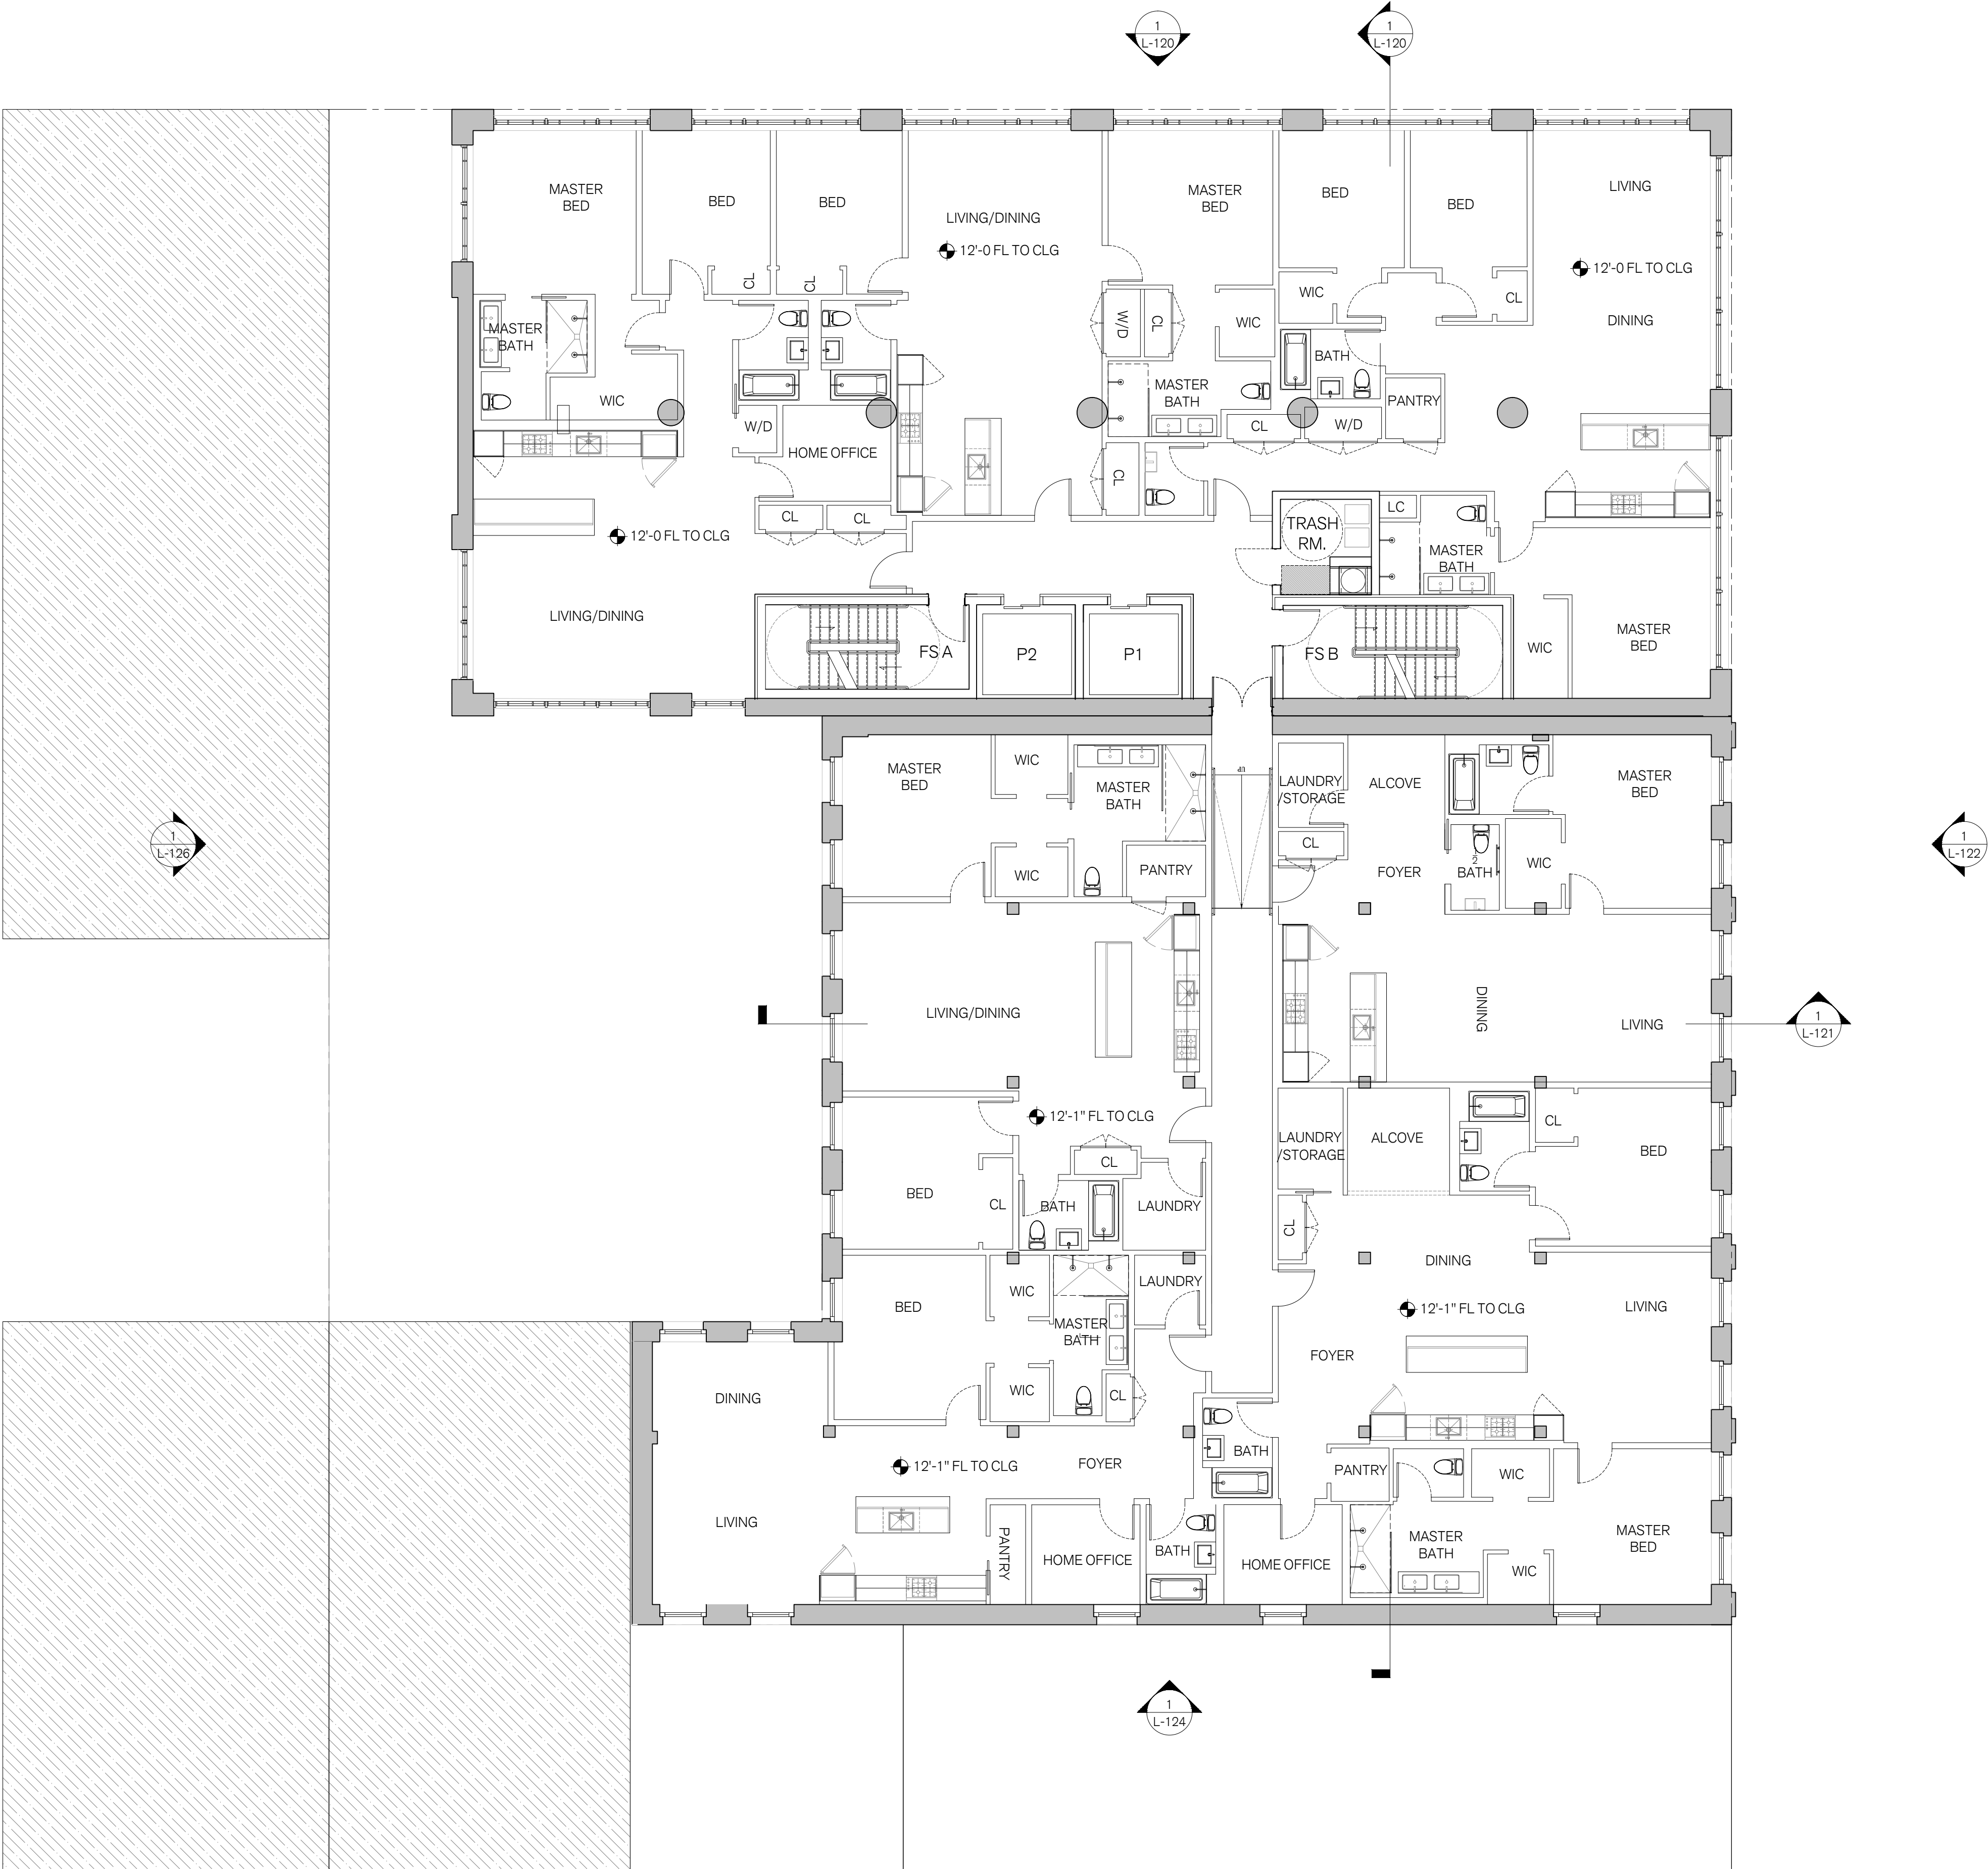 1
L-120
1
L-120
MASTER
BED
BED
BED
LIVING/DINING
12'-0 FL TO CLG
MASTER
BED
BED
BED
LIVING
12'-0 FL TO CLG
DINING
CL
CL
WIC
CL
W/D
CL
WIC
MASTER
BATH
BATH
WIC
MASTER
BATH
PANTRY
W/D
CL
W/D
HOME OFFICE
CL
CL
CL
LC
TRASH
RM.
12'-0 FL TO CLG
MASTER
BATH
LIVING/DINING
FS A
P2
P1
FS B
WIC
MASTER
BED
MASTER
BED
WIC
MASTER
BATH
UP
LAUNDRY
/STORAGE
ALCOVE
MASTER
BED
1
L-126
WIC
PANTRY
CL
FOYER
2
BATH
WIC
1
L-122
LIVING/DINING
DINING
LIVING
1
L-121
12'-1" FL TO CLG
LAUNDRY
/STORAGE
ALCOVE
CL
BED
CL
BED
CL
BATH
LAUNDRY
CL
DINING
BED
WIC
LAUNDRY
12'-1" FL TO CLG
LIVING
MASTER
BATH
FOYER
DINING
WIC
CL
12'-1" FL TO CLG
FOYER
BATH
PANTRY
WIC
LIVING
PANTRY
HOME OFFICE
BATH
HOME OFFICE
MASTER
BATH
WIC
MASTER
BED
1
L-124